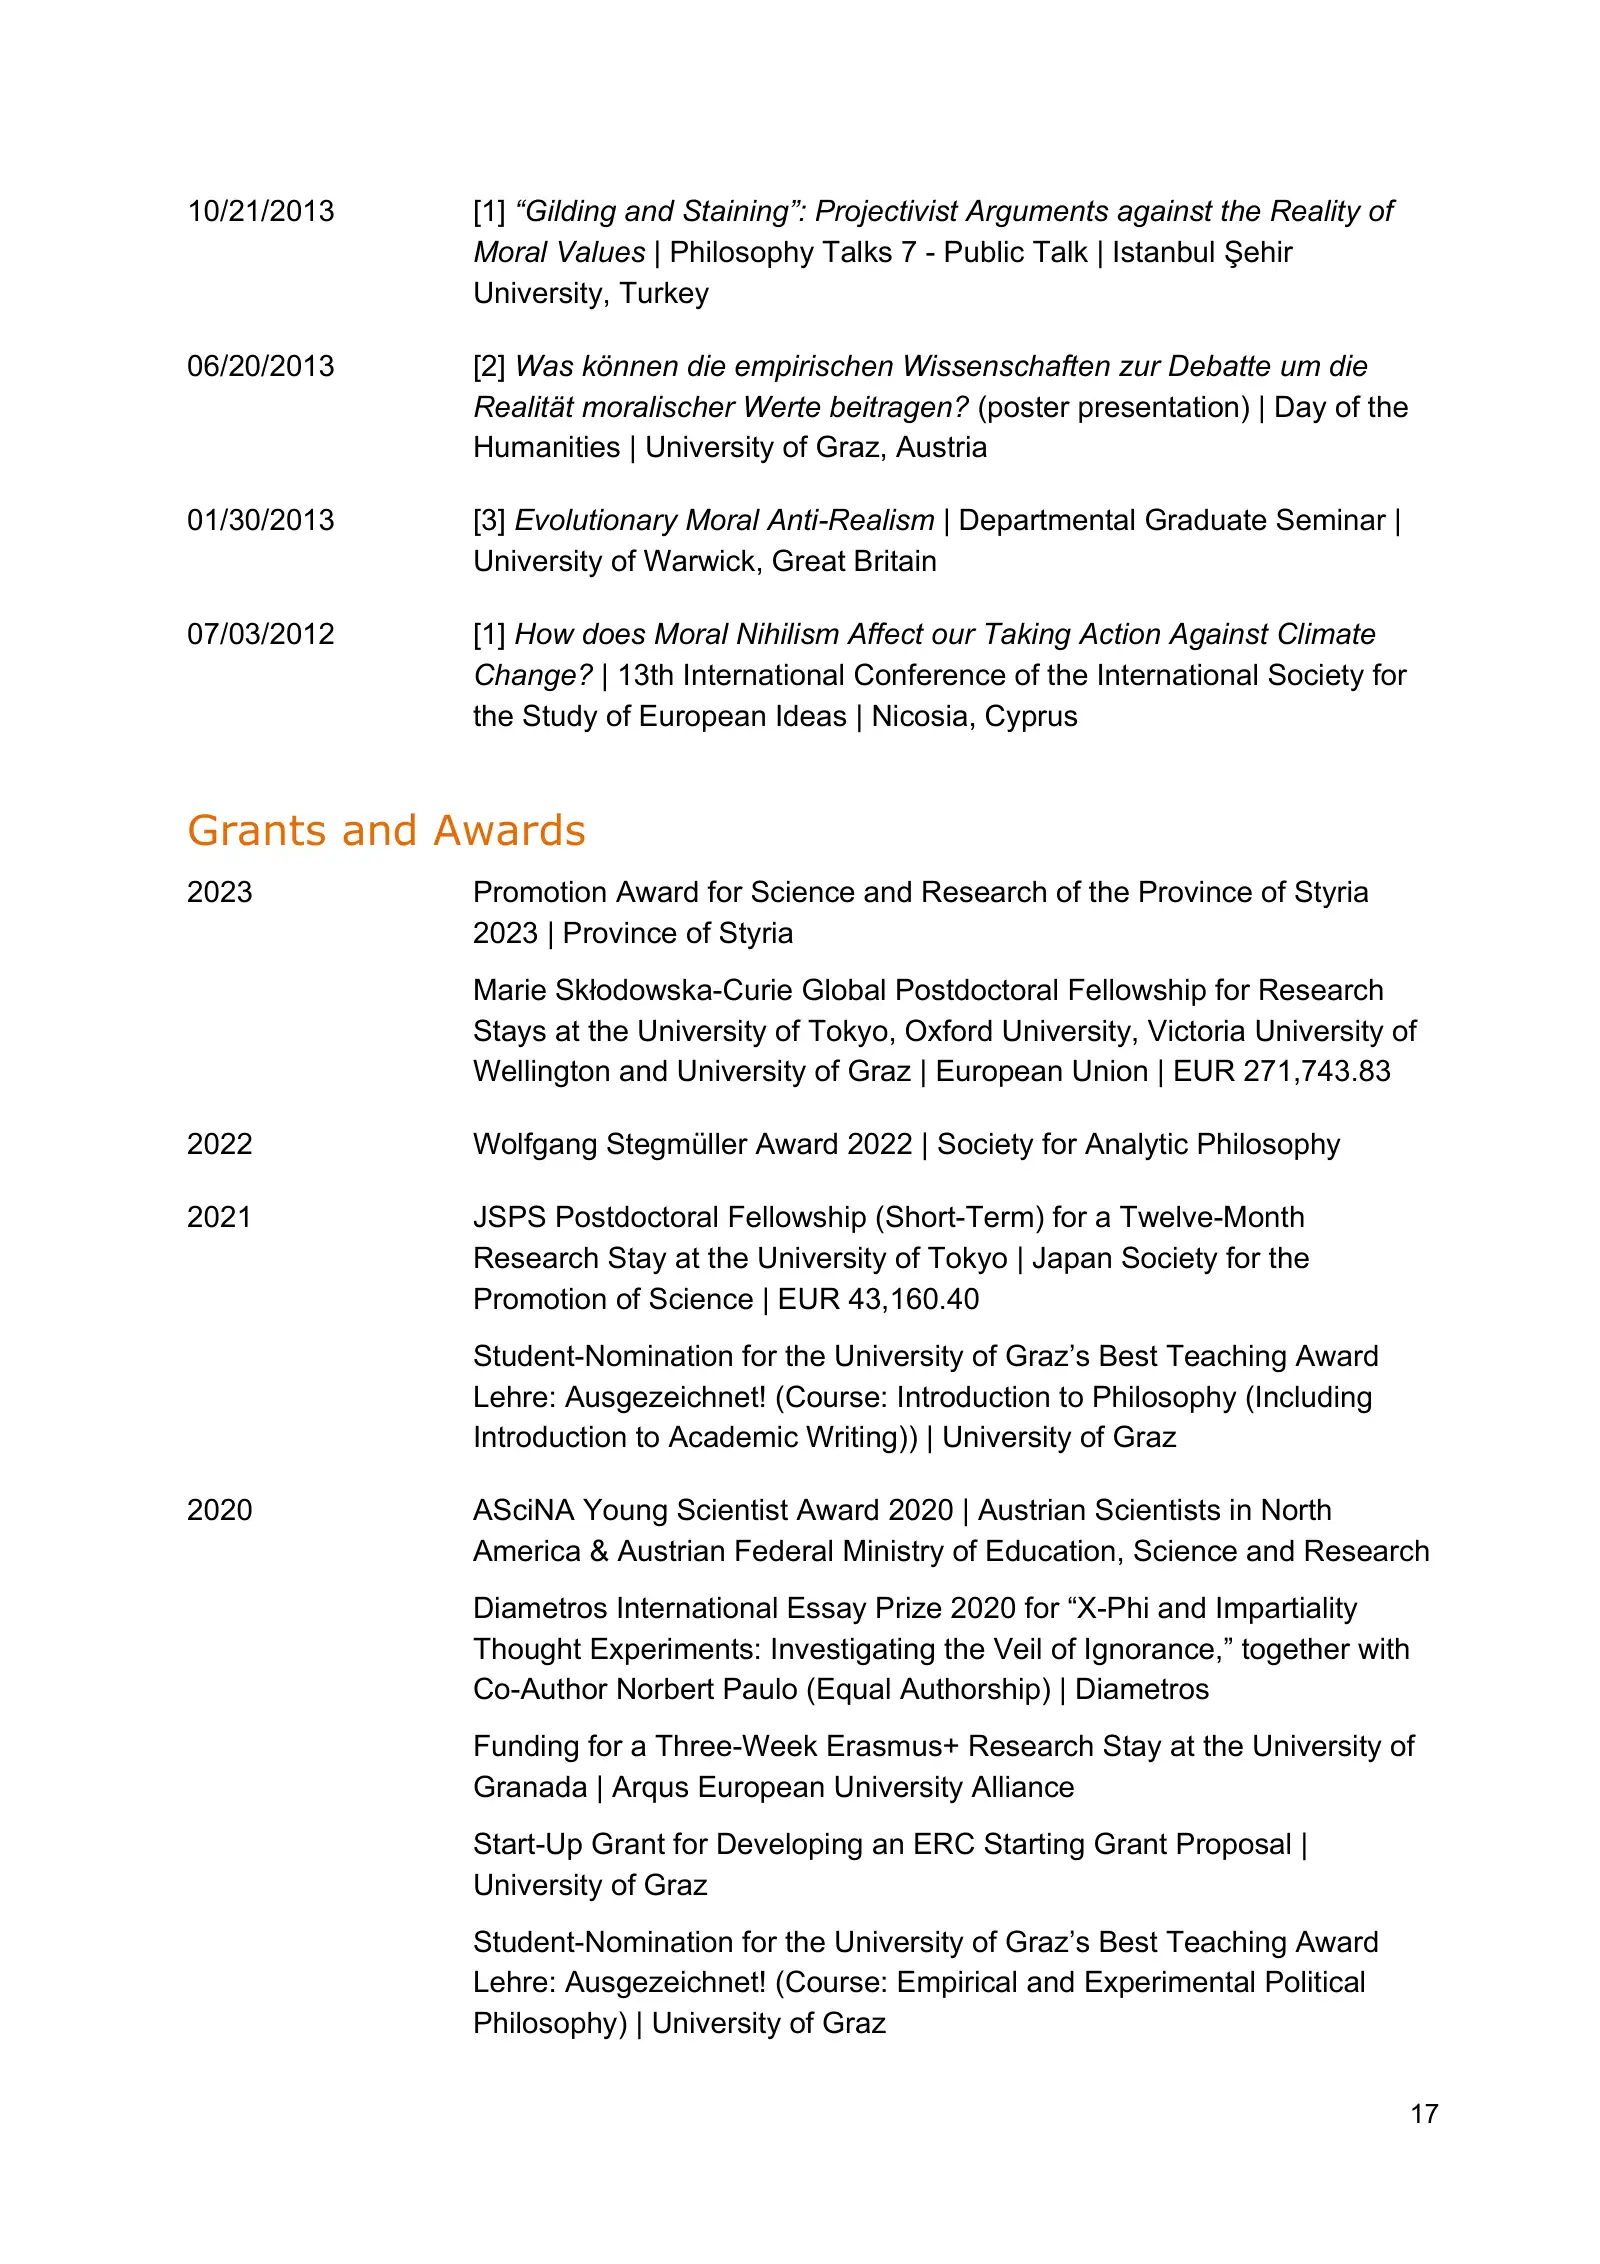 10/21/2013 [1] “Gilding and Staining”: Projectivist Arguments against the Reality of
Moral Values | Philosophy Talks 7 - Public Talk | Istanbul Şehir
University, Turkey
06/20/2013 [2] Was können die empirischen Wissenschaften zur Debatte um die
Realität moralischer Werte beitragen? (poster presentation) | Day of the
Humanities | University of Graz, Austria
01/30/2013 [3] Evolutionary Moral Anti-Realism | Departmental Graduate Seminar |
University of Warwick, Great Britain
07/03/2012 [1] How does Moral Nihilism Affect our Taking Action Against Climate
Change? | 13th International Conference of the International Society for
the Study of European Ideas | Nicosia, Cyprus
Grants and Awards
2023 Promotion Award for Science and Research of the Province of Styria
2023 | Province of Styria
Marie Skłodowska-Curie Global Postdoctoral Fellowship for Research
Stays at the University of Tokyo, Oxford University, Victoria University of
Wellington and University of Graz | European Union | EUR 271,743.83
2022 Wolfgang Stegmüller Award 2022 | Society for Analytic Philosophy
2021 JSPS Postdoctoral Fellowship (Short-Term) for a Twelve-Month
Research Stay at the University of Tokyo | Japan Society for the
Promotion of Science | EUR 43,160.40
Student-Nomination for the University of Graz’s Best Teaching Award
Lehre: Ausgezeichnet! (Course: Introduction to Philosophy (Including
Introduction to Academic Writing)) | University of Graz
2020 ASciNA Young Scientist Award 2020 | Austrian Scientists in North
America & Austrian Federal Ministry of Education, Science and Research
Diametros International Essay Prize 2020 for “X-Phi and Impartiality
Thought Experiments: Investigating the Veil of Ignorance,” together with
Co-Author Norbert Paulo (Equal Authorship) | Diametros
Funding for a Three-Week Erasmus+ Research Stay at the University of
Granada | Arqus European University Alliance
Start-Up Grant for Developing an ERC Starting Grant Proposal |
University of Graz
Student-Nomination for the University of Graz’s Best Teaching Award
Lehre: Ausgezeichnet! (Course: Empirical and Experimental Political
Philosophy) | University of Graz
17